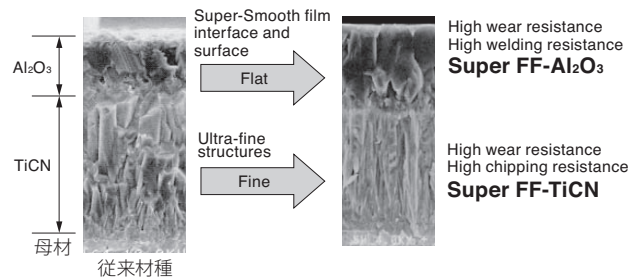 Al₂O₃
TiCN
母材
従来材種
Super-Smooth film
interface and
surface
Flat
Ultra-fine
structures
Fine
High wear resistance
High welding resistance
Super FF-Al₂O₃
High wear resistance
High chipping resistance
Super FF-TiCN